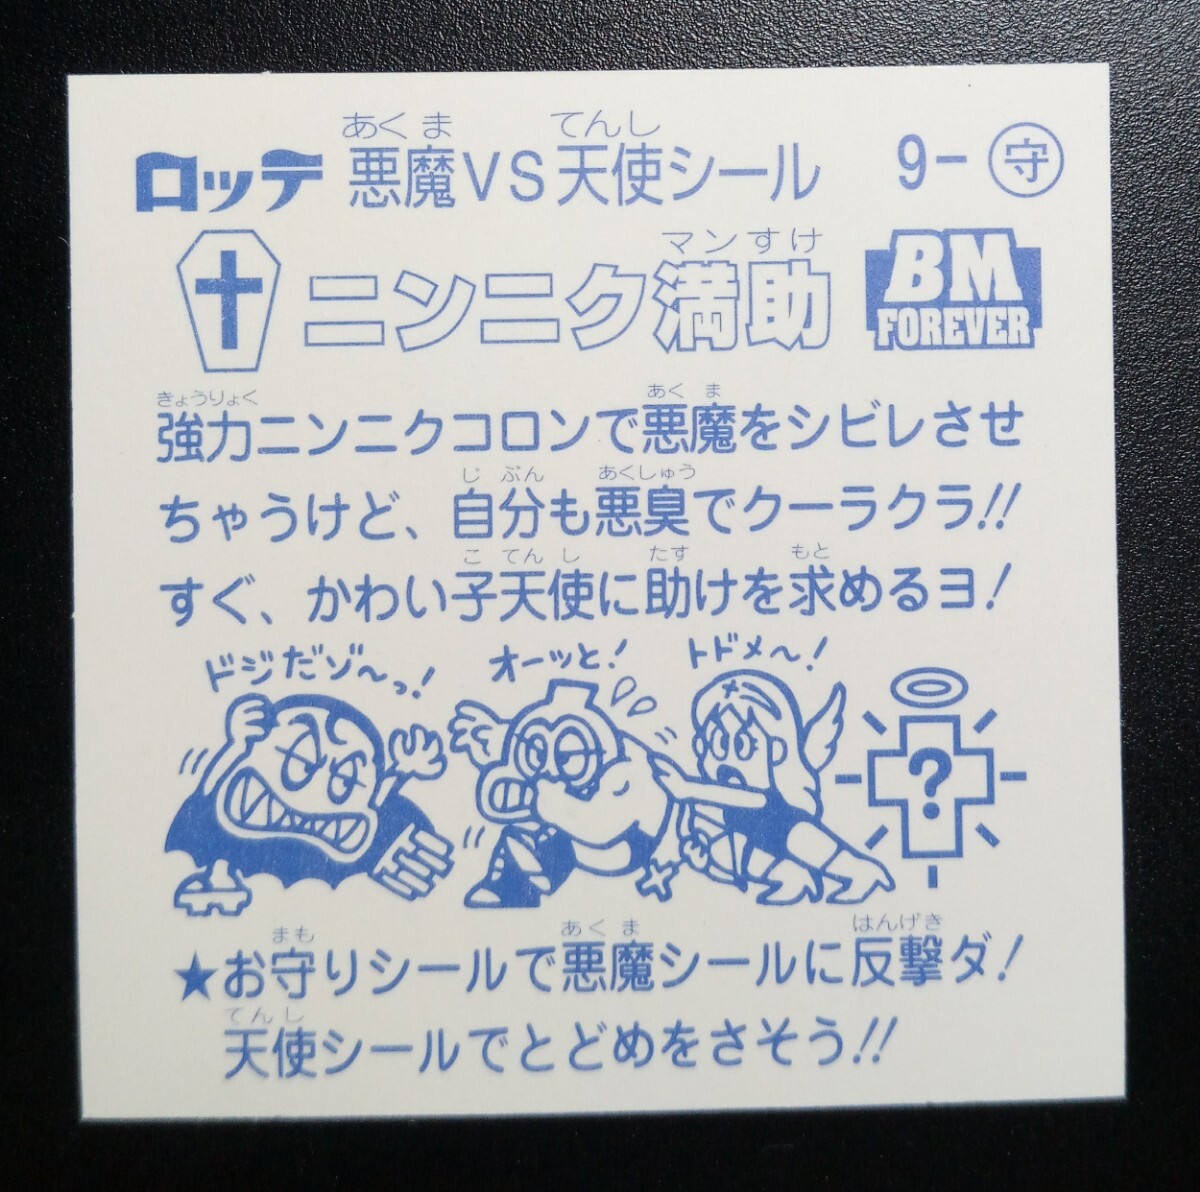 ロッテ 悪魔VS天使シール 9-守
あくま てんし
ニンニク満助
マンすけ
BM
FOREVER
きょうりょく あくま
強力ニンニクコロンで悪魔をシビレさせ
じぶん あくしゅう
ちゃうけど、自分も悪臭でクーラクラ!!
こてんし たす もと
すぐ、かわい子天使に助けを求めるヨ!
ドジだゾ〜っ! オーッと! トドメ〜!
?
まも あくま はんげき
★お守りシールで悪魔シールに反撃ダ!
てんし
天使シールでとどめをさそう!!